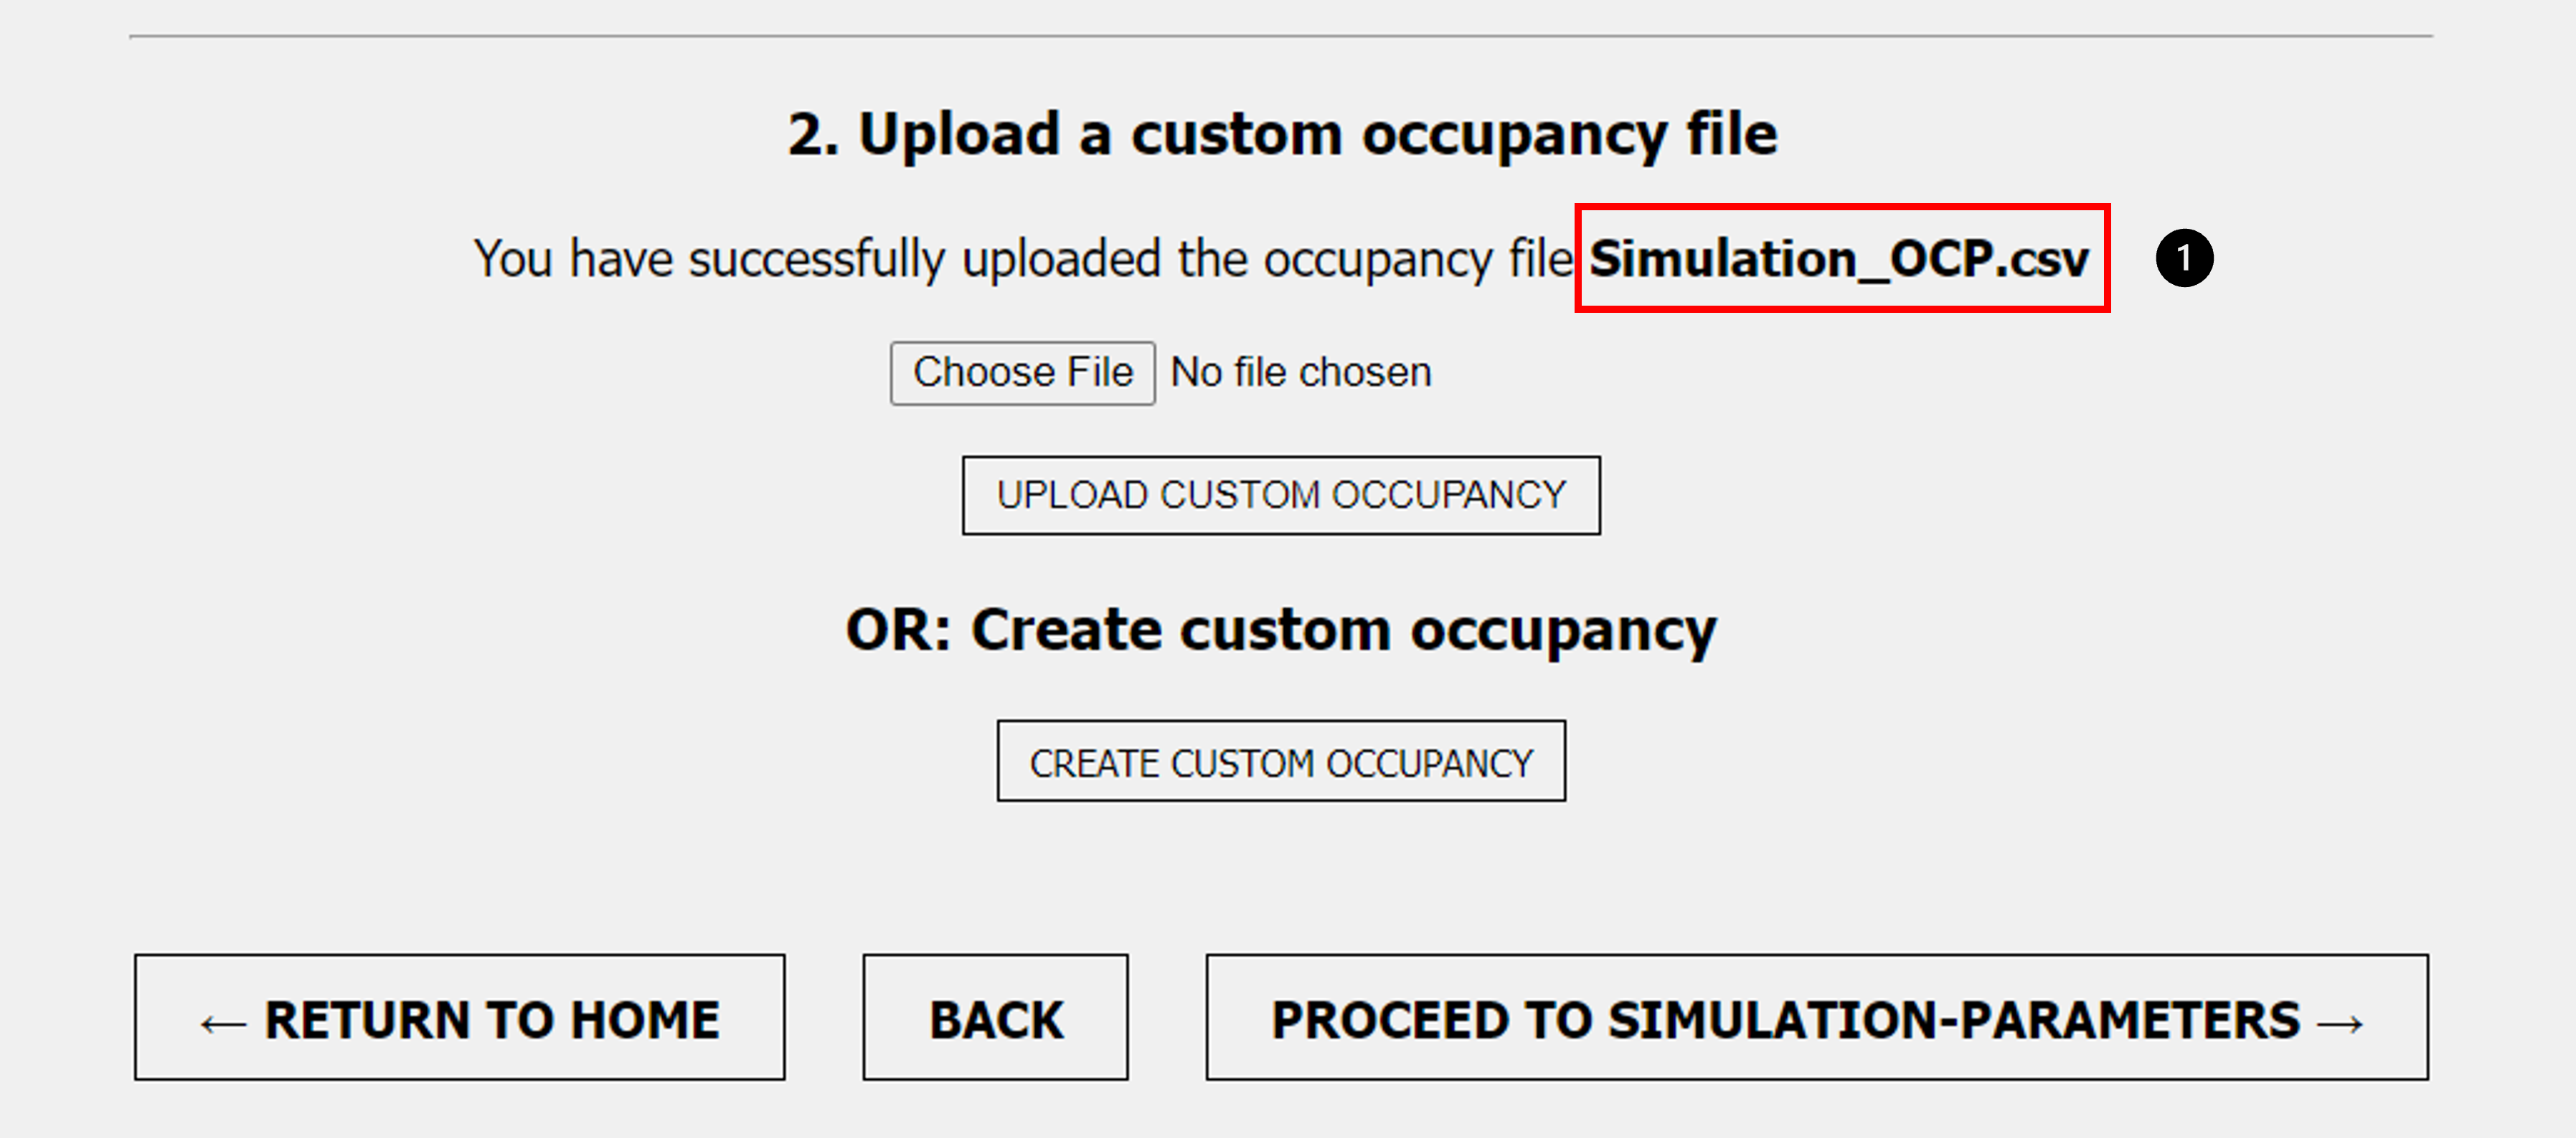 2. Upload a custom occupancy file
You have successfully uploaded the occupancy file Simulation_OCP.csv 1
Choose File No file chosen
UPLOAD CUSTOM OCCUPANCY
OR: Create custom occupancy
CREATE CUSTOM OCCUPANCY
← RETURN TO HOME BACK PROCEED TO SIMULATION-PARAMETERS →